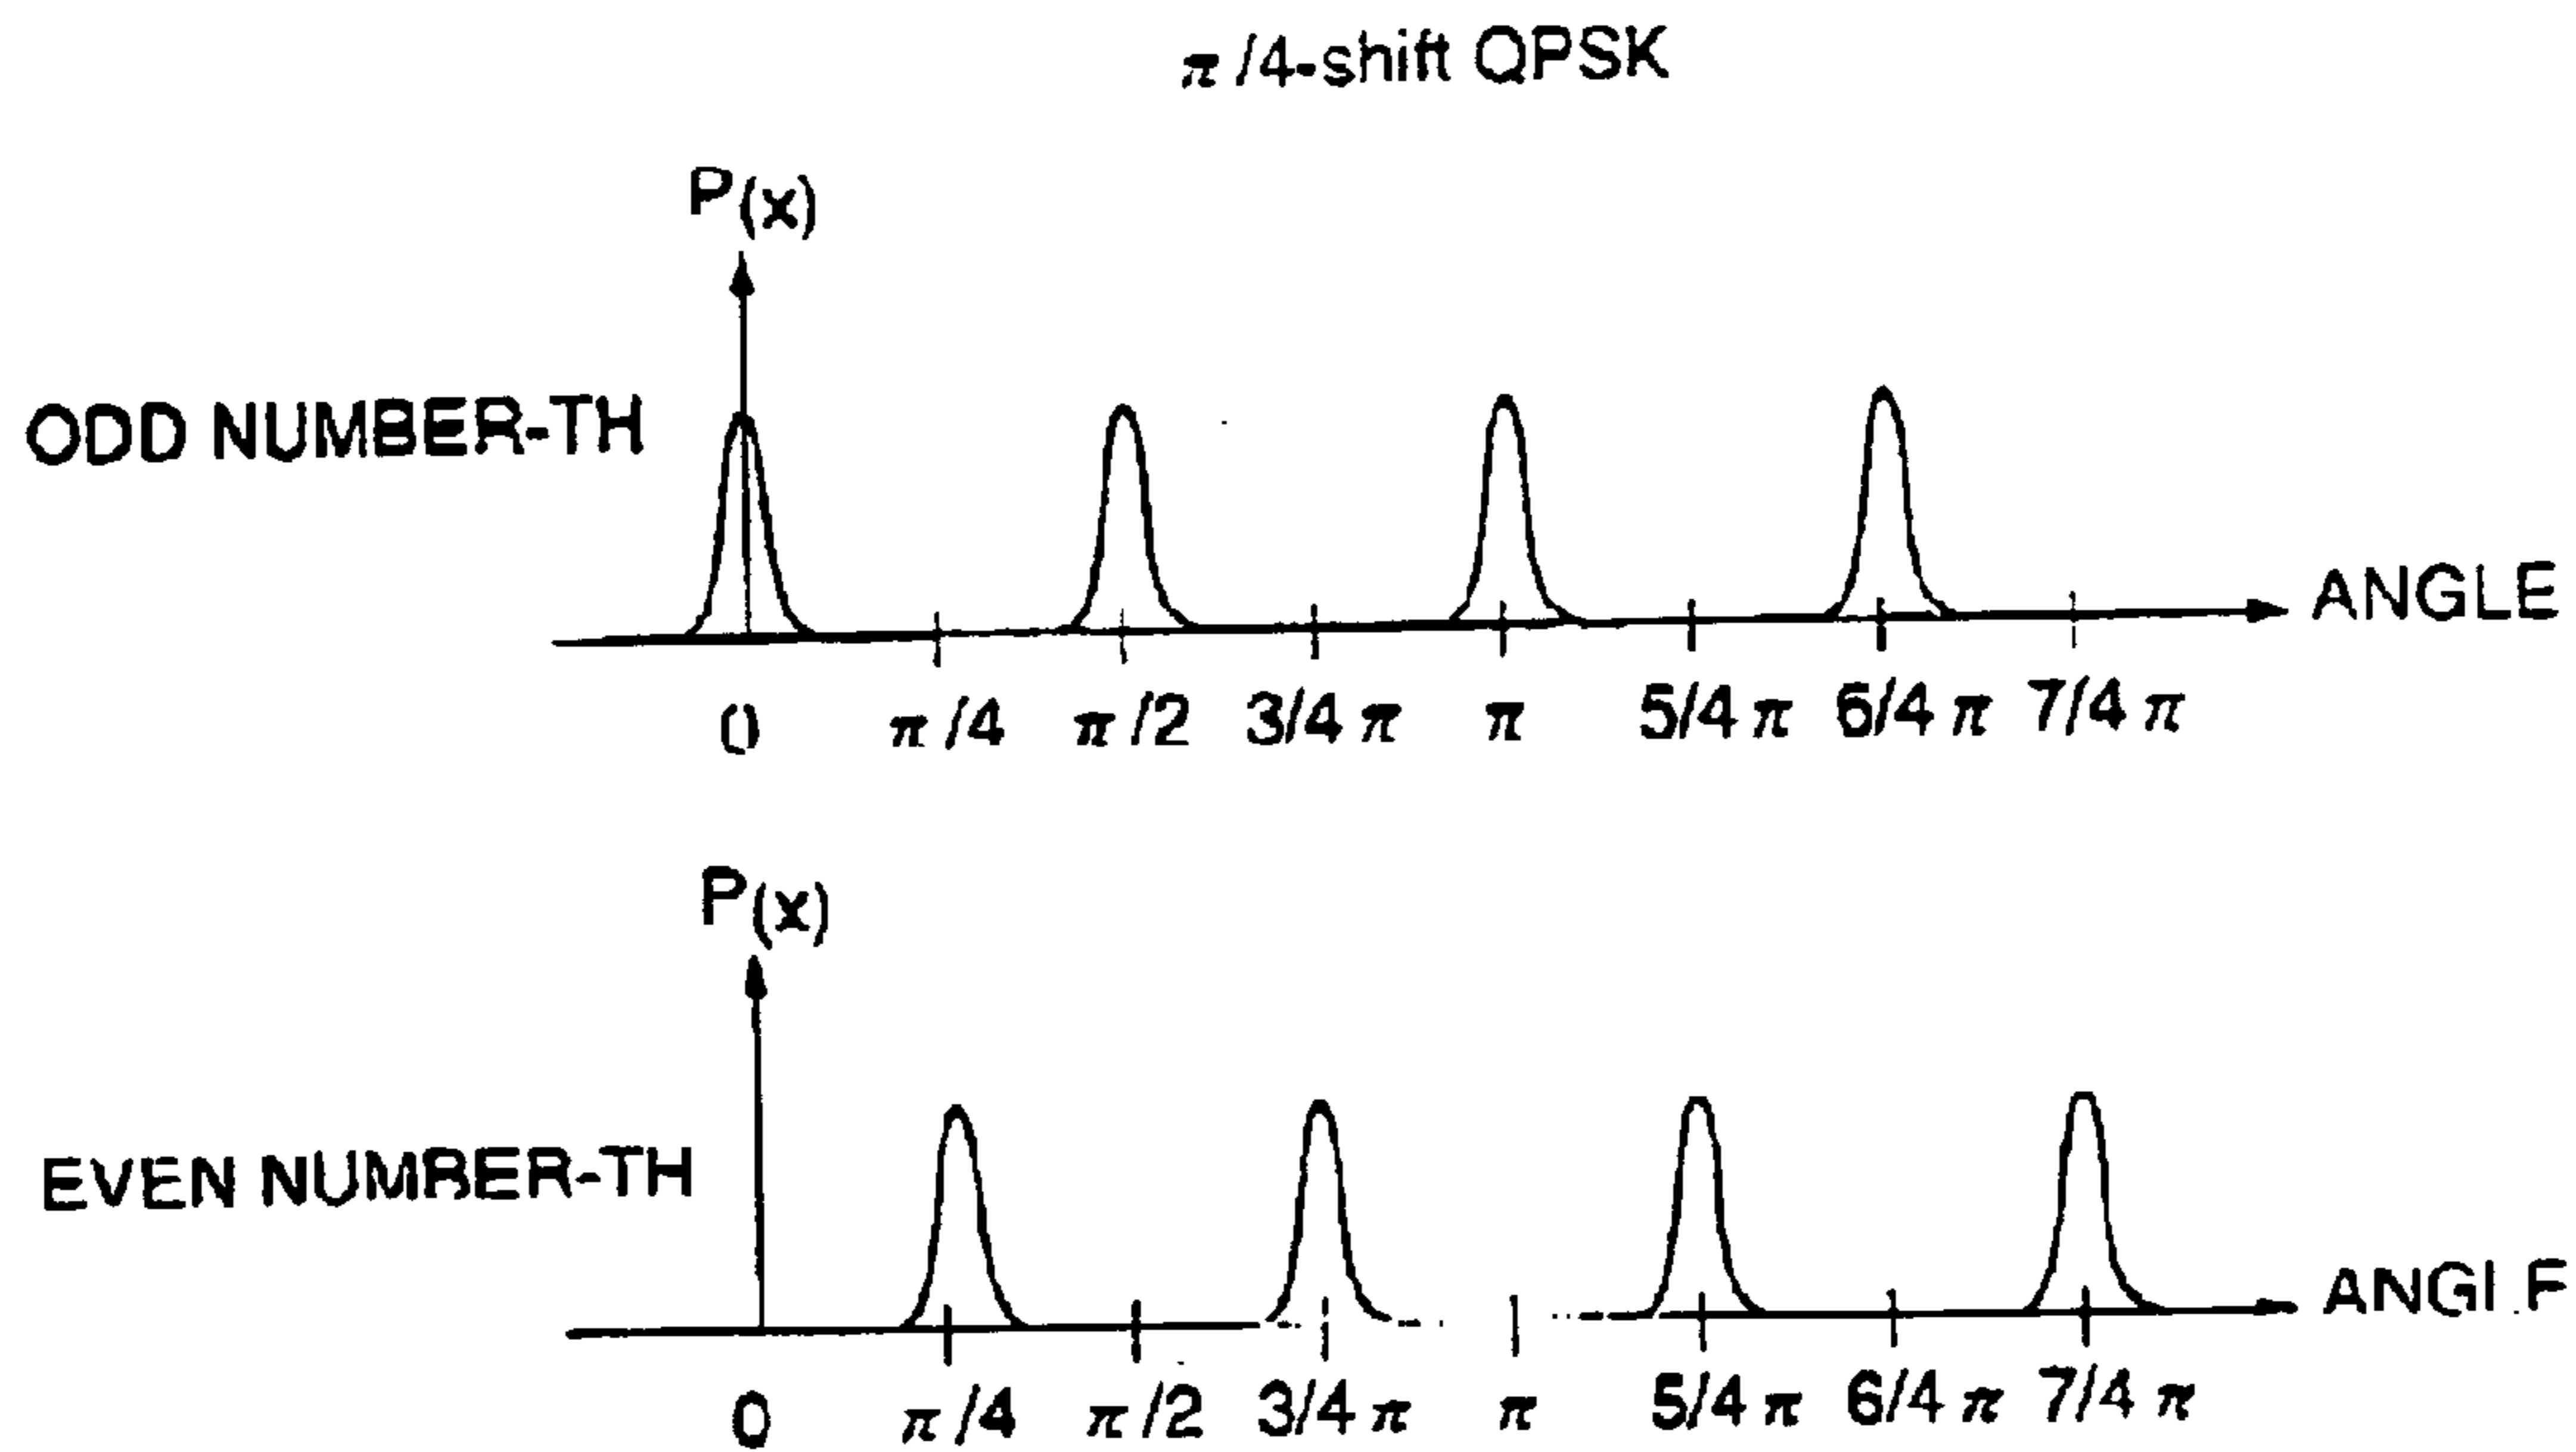 π/4-shift QPSK
P(x)
ODD NUMBER-TH
ANGLE
0 π/4 π/2 3/4π π 5/4π 6/4π 7/4π
P(x)
EVEN NUMBER-TH
ANGLE
0 π/4 π/2 3/4π π 5/4π 6/4π 7/4π